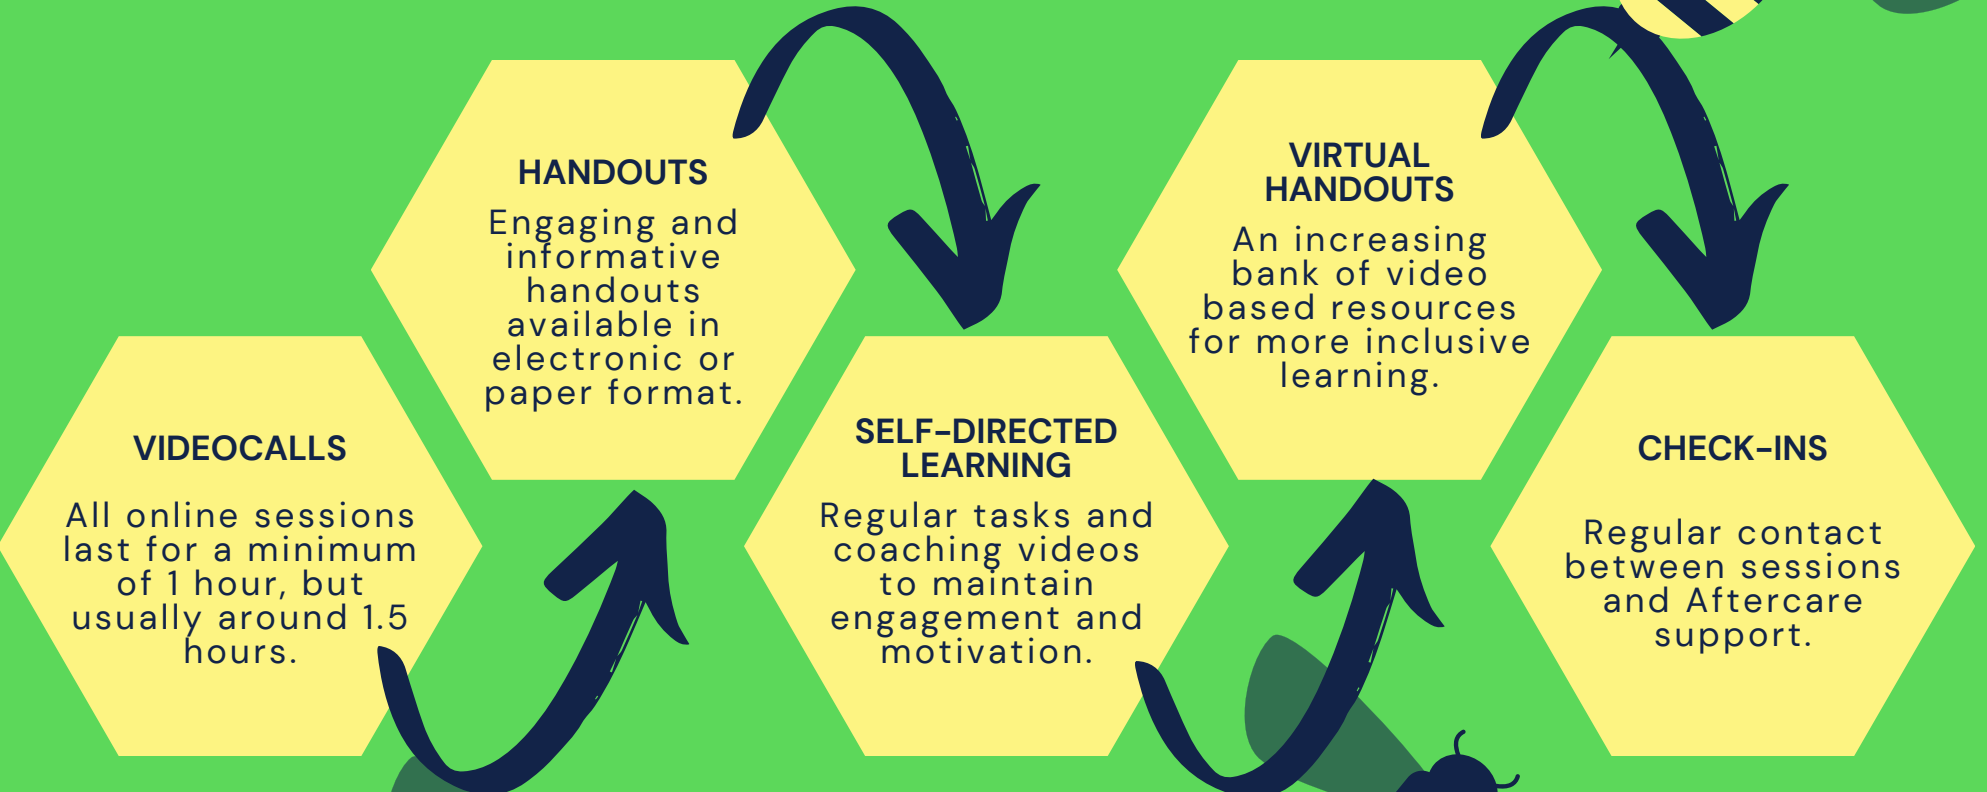 VIDEOCALLS
All online sessions
last for a minimum
of 1 hour, but
usually around 1.5
hours.
HANDOUTS
Engaging and
informative
handouts
available in
electronic or
paper format.
SELF-DIRECTED
LEARNING
Regular tasks and
coaching videos
to maintain
engagement and
motivation.
VIRTUAL
HANDOUTS
An increasing
bank of video
based resources
for more inclusive
learning.
CHECK-INS
Regular contact
between sessions
and Aftercare
support.